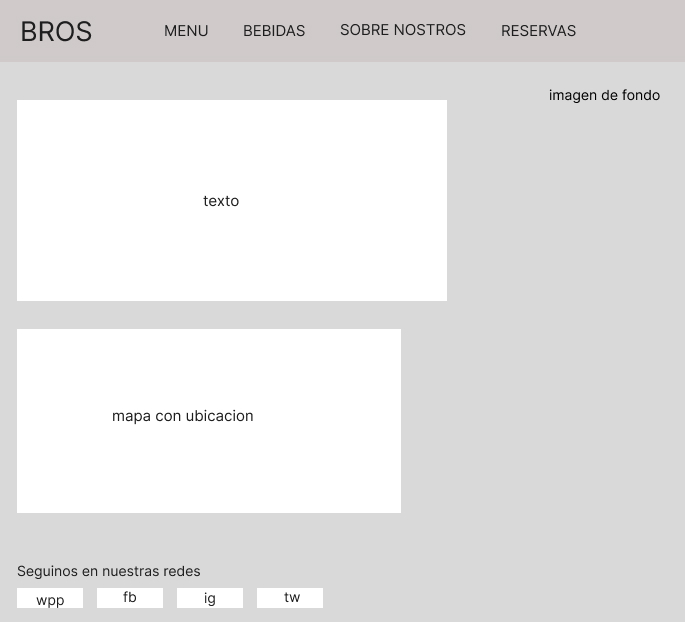 BROS
MENU
BEBIDAS
SOBRE NOSTROS
RESERVAS
imagen de fondo
texto
mapa con ubicacion
Seguinos en nuestras redes
wpp
fb
ig
tw